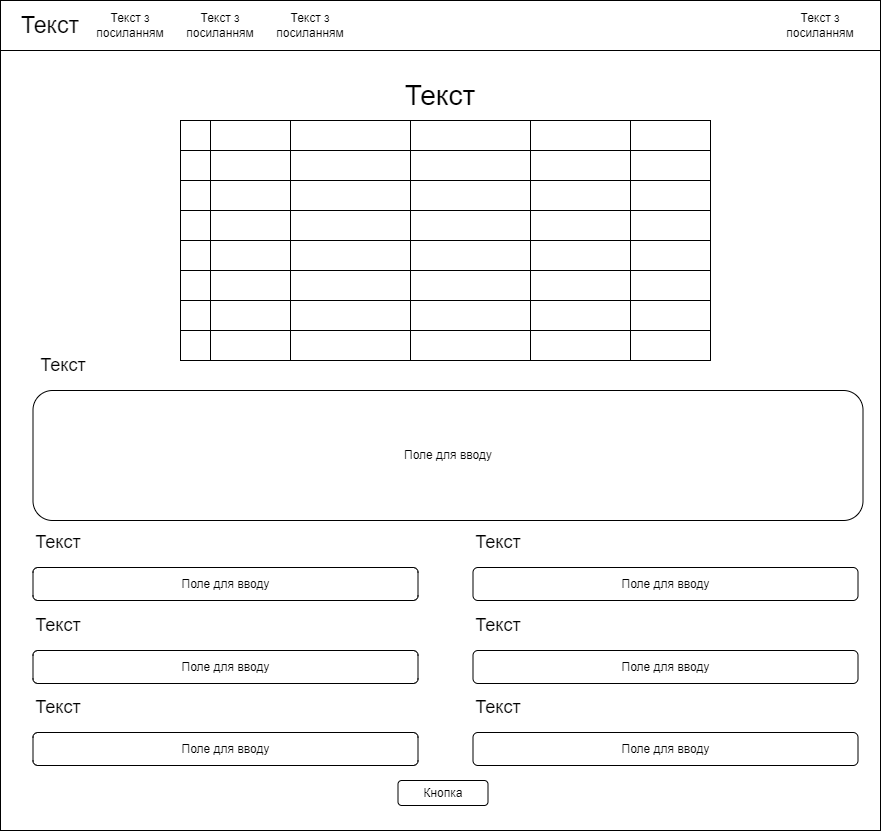 Текст
Текст з
посиланням
Текст з
посиланням
Текст з
посиланням
Текст з
посиланням
Текст
Текст
Поле для вводу
Текст
Текст
Поле для вводу
Поле для вводу
Текст
Текст
Поле для вводу
Поле для вводу
Текст
Текст
Поле для вводу
Поле для вводу
Кнопка